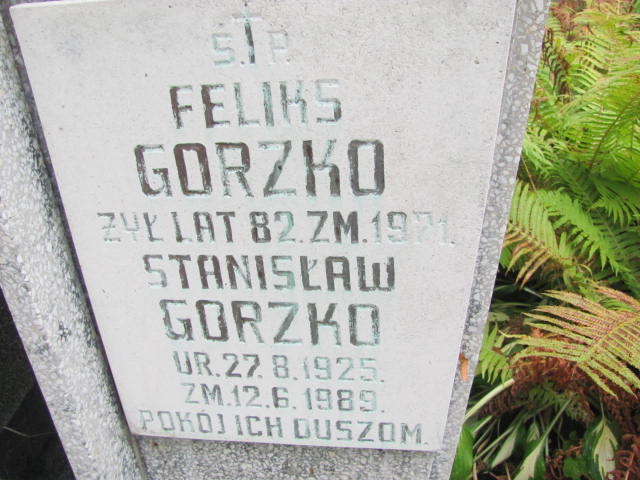 Ś.P.
FELIKS
GORZKO
ŻYŁ LAT 82. ZM. 1971.
STANISŁAW
GORZKO
UR. 27. 8. 1925.
ZM. 12. 6. 1989.
POKÓJ ICH DUSZOM.